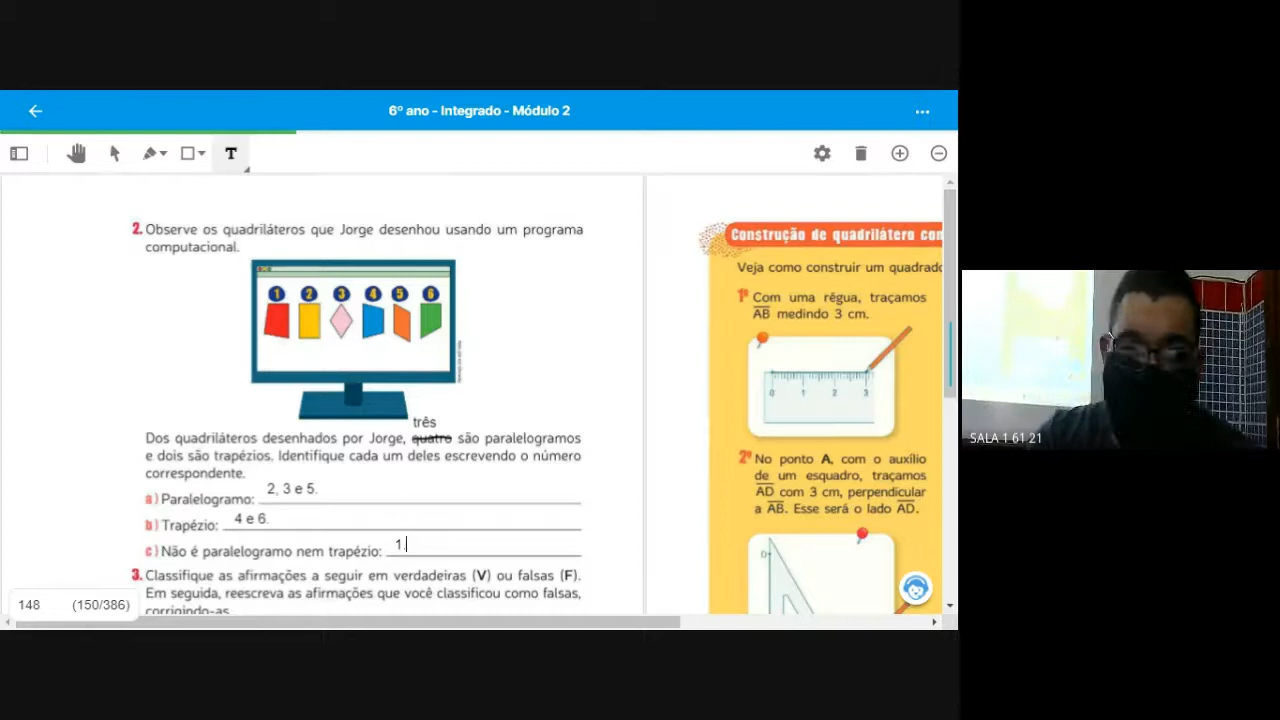 6º ano - Integrado - Módulo 2
T
2. Observe os quadriláteros que Jorge desenhou usando um programa
computacional.
1 2 3 4 5 6
três
Dos quadriláteros desenhados por Jorge, quatro são paralelogramos
e dois são trapézios. Identifique cada um deles escrevendo o número
correspondente.
a) Paralelogramo: 2, 3 e 5.
b) Trapézio: 4 e 6.
c) Não é paralelogramo nem trapézio: 1.
3. Classifique as afirmações a seguir em verdadeiras (V) ou falsas (F).
Em seguida, reescreva as afirmações que você classificou como falsas,
corrigindo-as.
148 (150/386)
Construção de quadrilátero con
Veja como construir um quadrado
1º Com uma régua, traçamos
AB medindo 3 cm.
0 1 2 3
2º No ponto A, com o auxílio
de um esquadro, traçamos
AD com 3 cm, perpendicular
a AB. Esse será o lado AD.
0
SALA 1 61 21